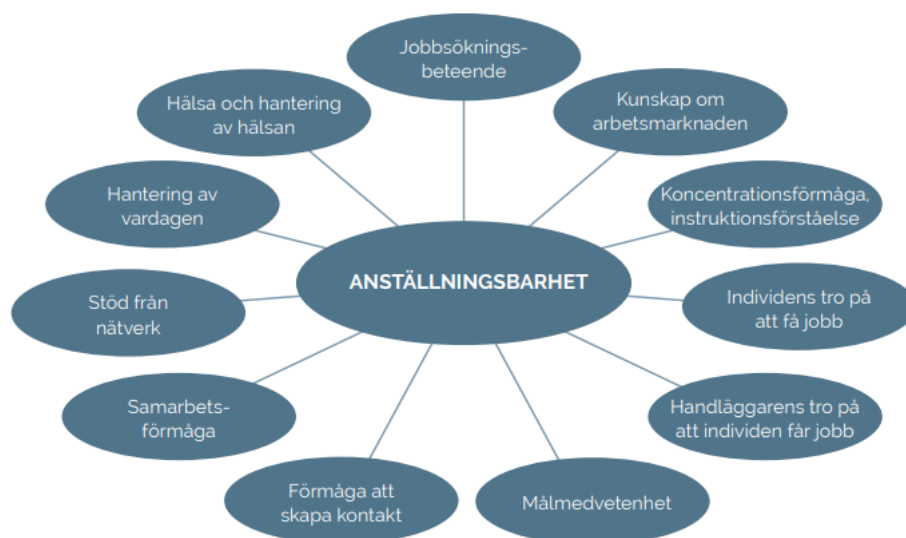 Jobbsöknings-
beteende
Kunskap om
arbetsmarknaden
Koncentrationsförmåga,
instruktionsförståelse
Individens tro på
att få jobb
Handläggarens tro på
att individen får jobb
Målmedvetenhet
Förmåga att
skapa kontakt
Samarbets-
förmåga
Stöd från
nätverk
Hantering av
vardagen
Hälsa och hantering
av hälsan
ANSTÄLLNINGSBARHET